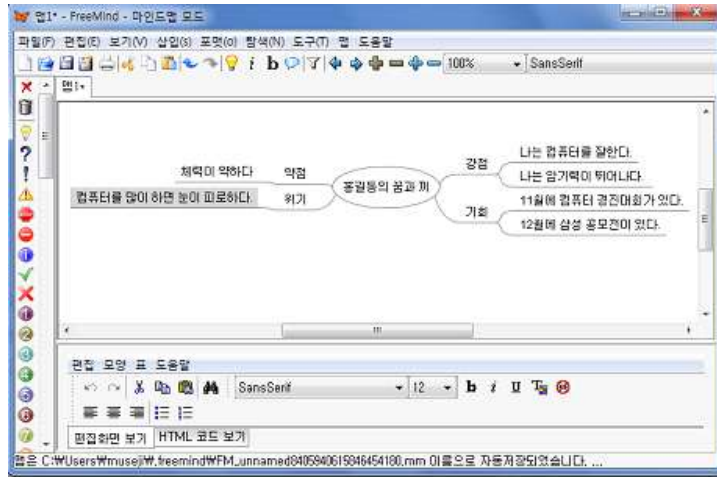 맵1* - FreeMind - 마인드맵 모드
파일(F) 편집(E) 보기(V) 삽입(s) 포맷(o) 탐색(N) 도구(T) 맵 도움말
100% SansSerif
맵1*
체력이 약하다 약점
컴퓨터를 많이 하면 눈이 피로하다. 위기
홍길동의 꿈과 끼
강점 나는 컴퓨터를 잘한다.
나는 암기력이 뛰어나다.
기회 11월에 컴퓨터 경진대회가 있다.
12월에 삼성 공모전이 있다.
편집 모양 표 도움말
SansSerif 12 b i U
편집화면 보기 HTML 코드 보기
맵은 C:₩Users₩museji₩.freemind₩FM_unnamed8405940615846454180.mm 이름으로 자동저장되었습니다. ...